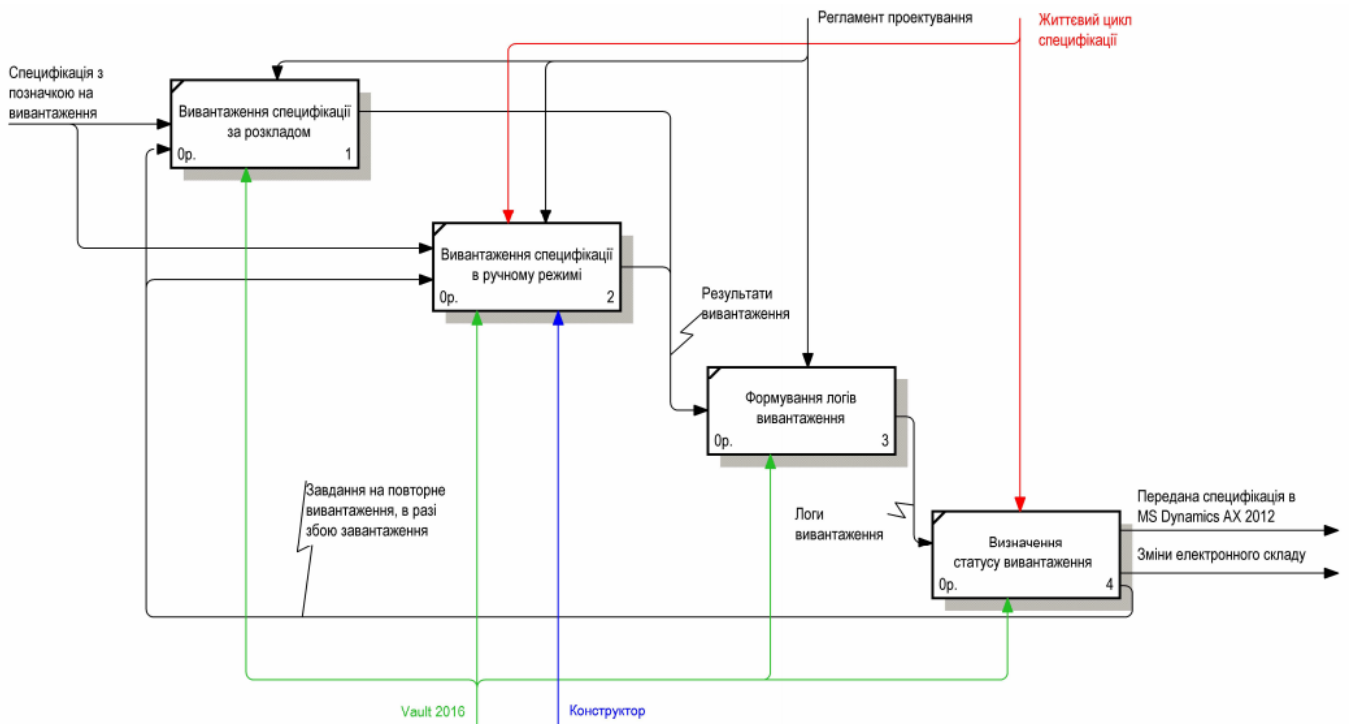 Регламент проектування
Життєвий цикл
специфікації
Специфікація з
позначкою на
вивантаження
Вивантаження специфікації
за розкладом
0р.
1
Вивантаження специфікації
в ручному режимі
0р.
2
Результати
вивантаження
Формування логів
вивантаження
0р.
3
Завдання на повторне
вивантаження, в разі
збою завантаження
Логи
вивантаження
Визначення
статусу вивантаження
0р.
4
Передана специфікація в
MS Dynamics AX 2012
Зміни електронного складу
Vault 2016
Конструктор